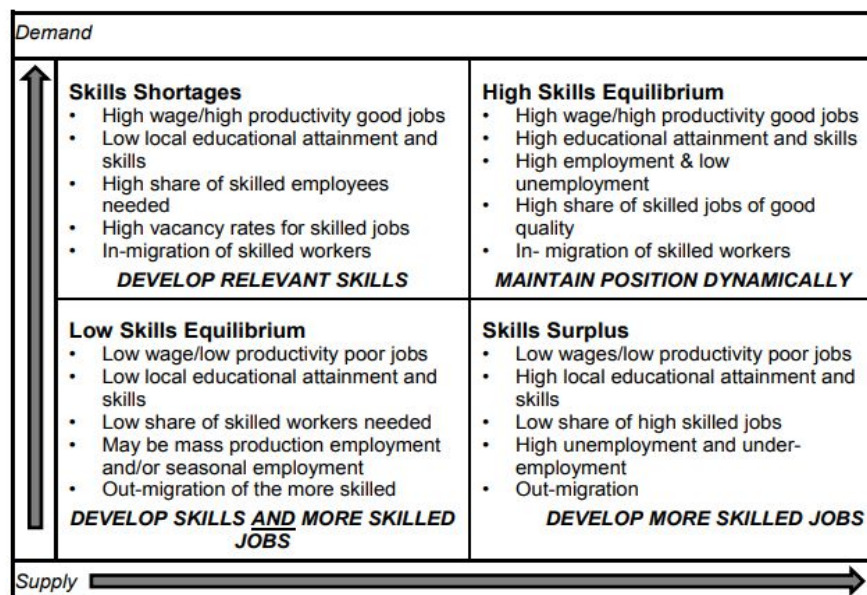 Demand
Skills Shortages
• High wage/high productivity good jobs
• Low local educational attainment and
skills
• High share of skilled employees
needed
• High vacancy rates for skilled jobs
• In-migration of skilled workers
DEVELOP RELEVANT SKILLS
High Skills Equilibrium
• High wage/high productivity good jobs
• High educational attainment and skills
• High employment & low
unemployment
• High share of skilled jobs of good
quality
• In- migration of skilled workers
MAINTAIN POSITION DYNAMICALLY
Low Skills Equilibrium
• Low wage/low productivity poor jobs
• Low local educational attainment and
skills
• Low share of skilled workers needed
• May be mass production employment
and/or seasonal employment
• Out-migration of the more skilled
DEVELOP SKILLS AND MORE SKILLED
JOBS
Skills Surplus
• Low wages/low productivity poor jobs
• High local educational attainment and
skills
• Low share of high skilled jobs
• High unemployment and under-
employment
• Out-migration
DEVELOP MORE SKILLED JOBS
Supply